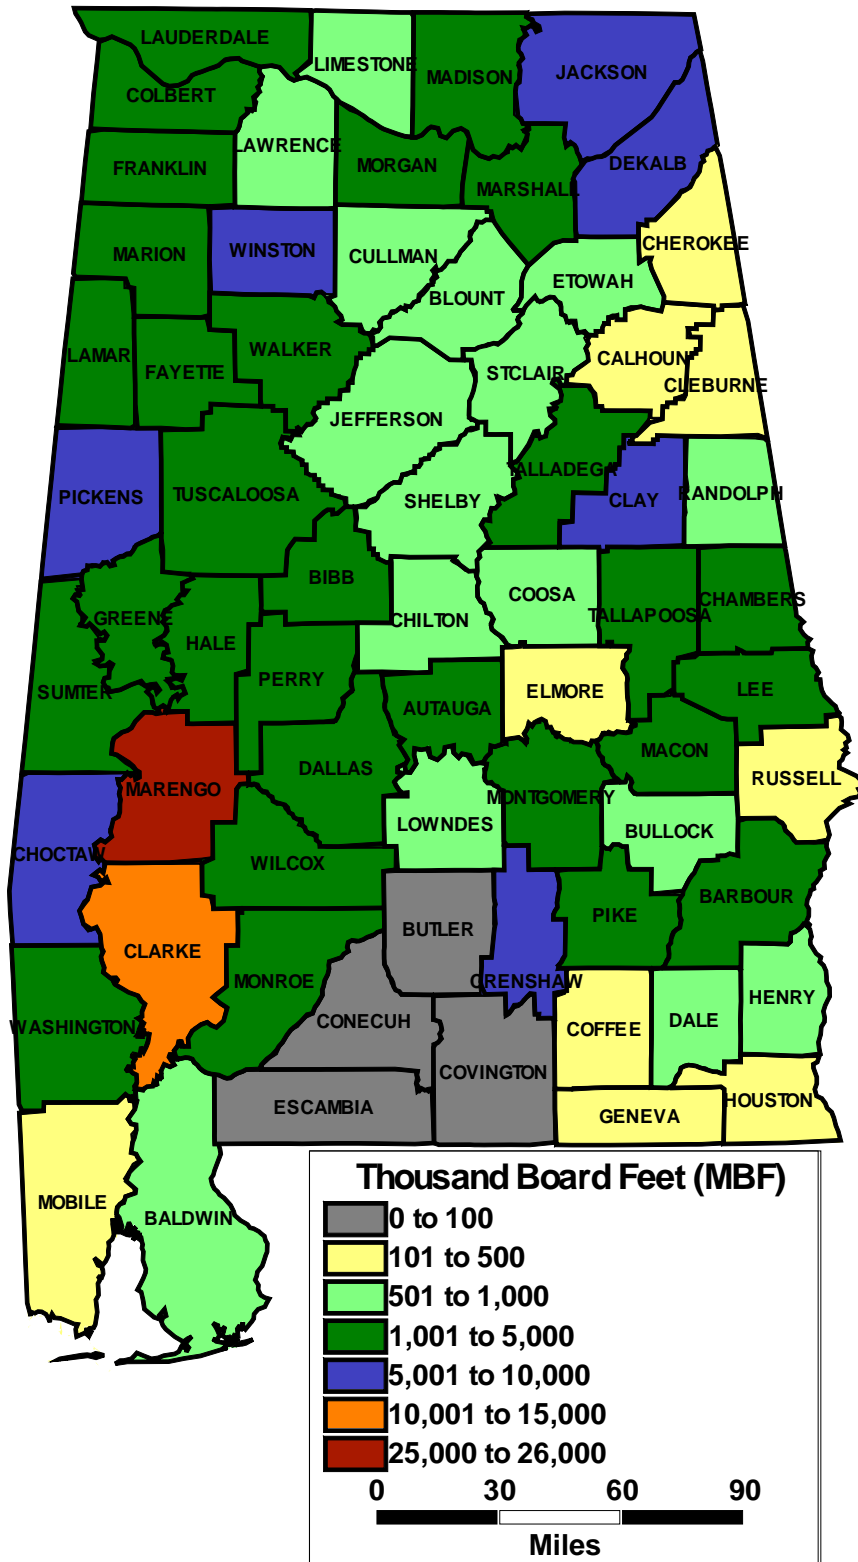 LAUDERDALE
LIMESTONE
MADISON
JACKSON
COLBERT
LAWRENCE
FRANKLIN
MORGAN
MARSHALL
DEKALB
MARION
WINSTON
CULLMAN
CHEROKEE
BLOUNT
ETOWAH
LAMAR
FAYETTE
WALKER
STCLAIR
CALHOUN
CLEBURNE
JEFFERSON
PICKENS
TUSCALOOSA
SHELBY
TALLADEGA
CLAY
RANDOLPH
BIBB
GREENE
HALE
CHILTON
COOSA
TALLAPOOSA
CHAMBERS
SUMTER
PERRY
AUTAUGA
ELMORE
LEE
MARENGO
DALLAS
LOWNDES
MONTGOMERY
MACON
RUSSELL
CHOCTAW
WILCOX
BULLOCK
CLARKE
BUTLER
CRENSHAW
PIKE
BARBOUR
WASHINGTON
MONROE
CONECUH
COVINGTON
COFFEE
DALE
HENRY
ESCAMBIA
GENEVA
HOUSTON
MOBILE
BALDWIN
Thousand Board Feet (MBF)
0 to 100
101 to 500
501 to 1,000
1,001 to 5,000
5,001 to 10,000
10,001 to 15,000
25,000 to 26,000
0 30 60 90
Miles